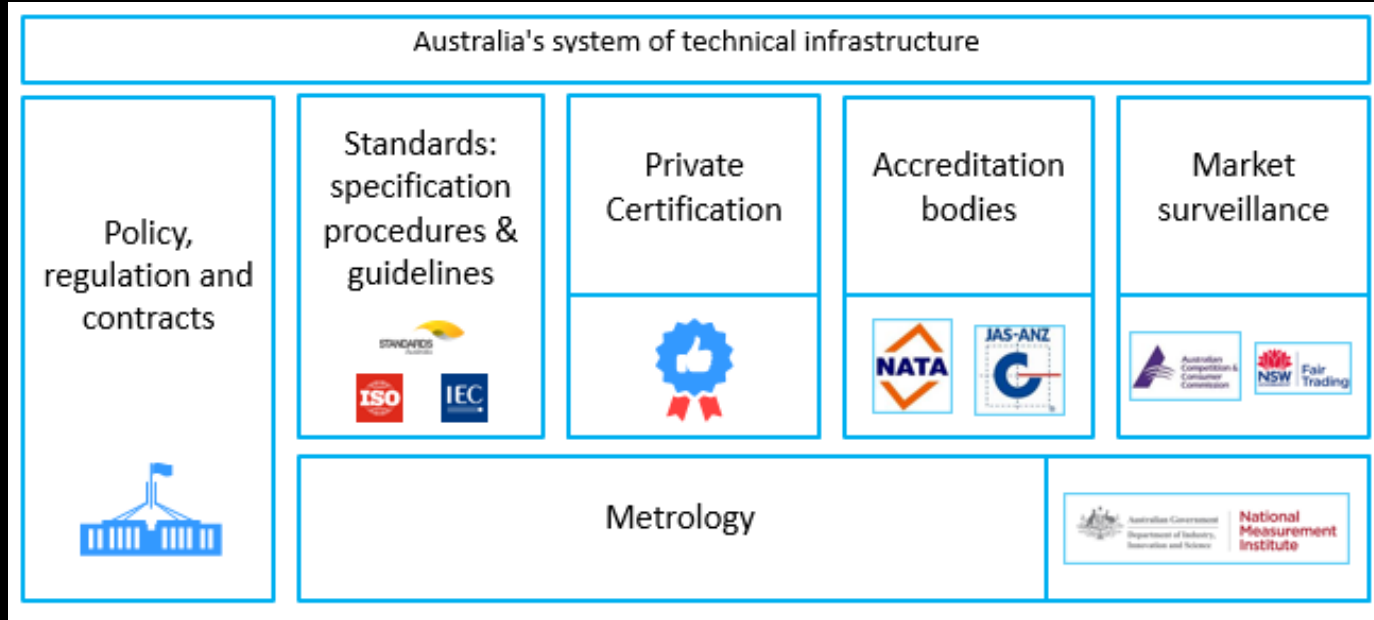 Australia's system of technical infrastructure
Policy,
regulation and
contracts
Standards:
specification
procedures &
guidelines
STANDARDS
Australia
ISO
IEC
Private
Certification
Accreditation
bodies
NATA
JAS-ANZ
Market
surveillance
Australian
Competition &
Consumer
Commission
NSW
Fair
Trading
Metrology
Australian Government
Department of Industry,
Innovation and Science
National
Measurement
Institute